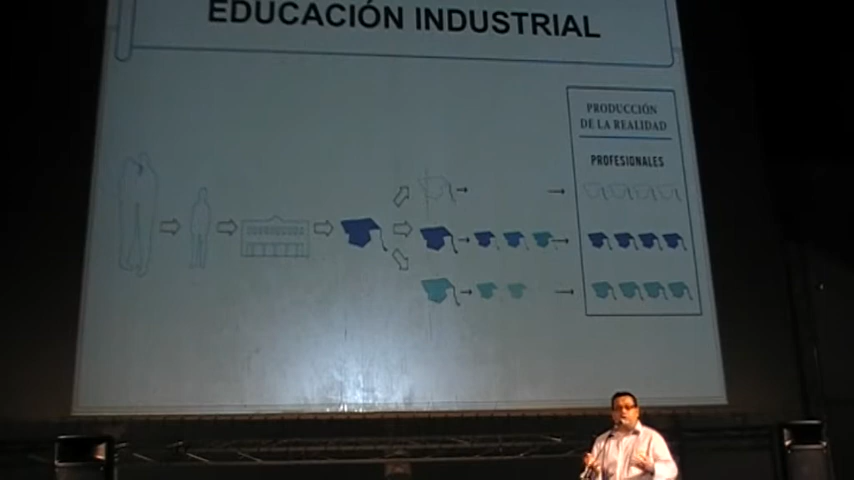 EDUCACIÓN INDUSTRIAL
PRODUCCIÓN
DE LA REALIDAD
PROFESIONALES